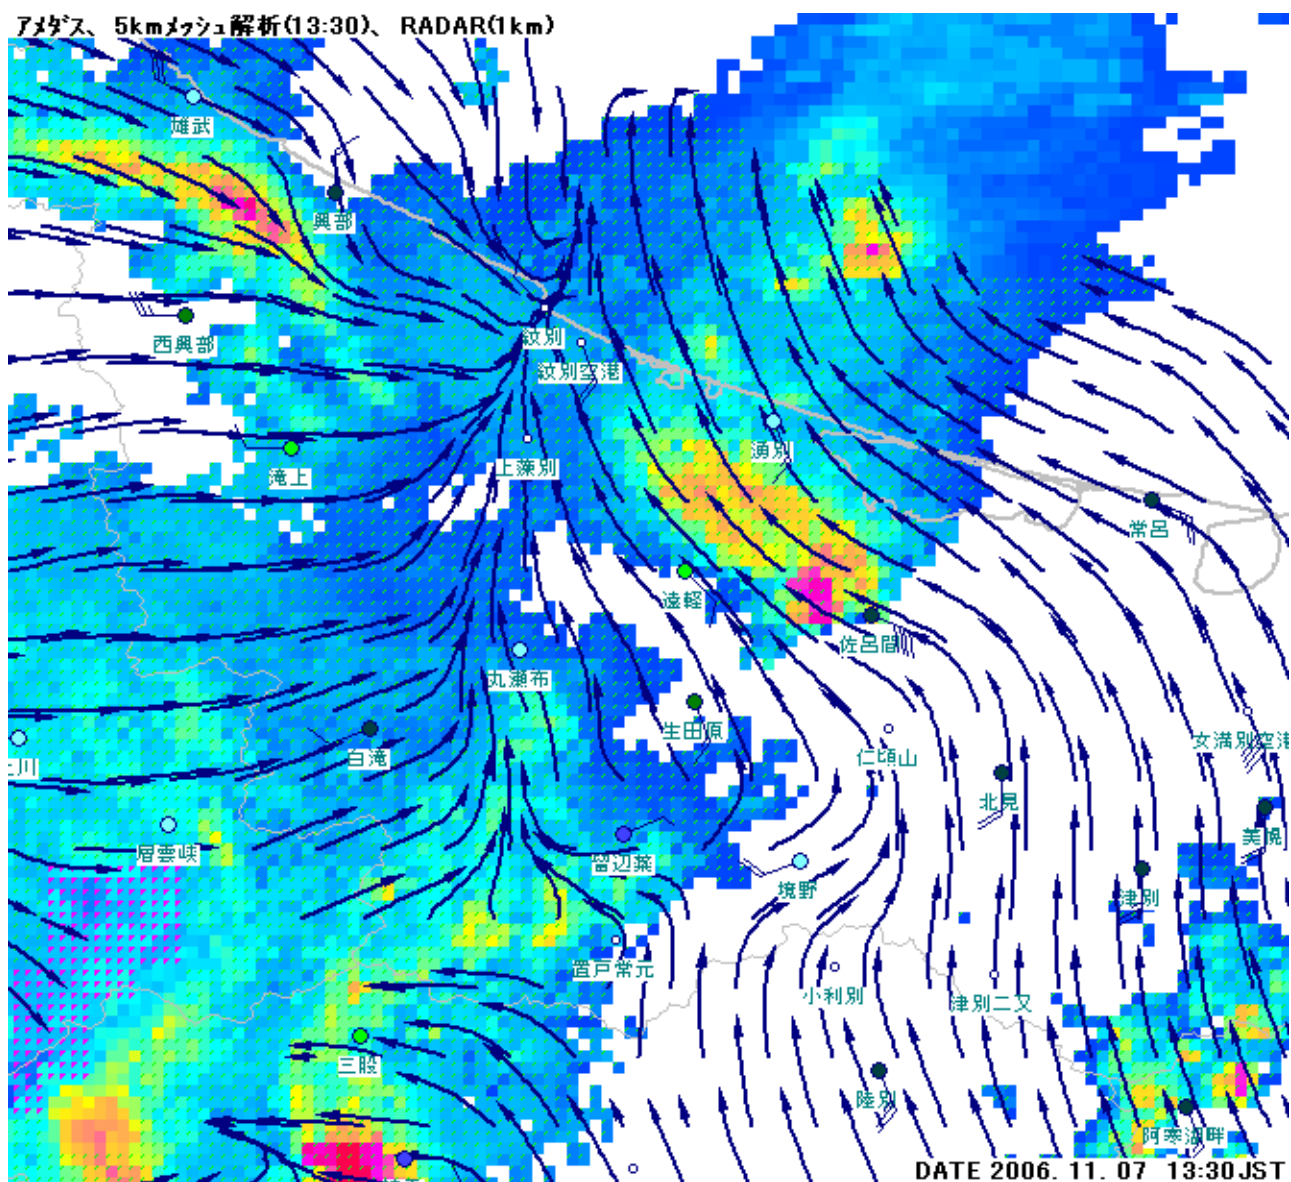 アメダス、5kmメッシュ解析(13:30)、RADAR(1km)
雄武
興部
西興部
紋別
紋別空港
滝上
上藻別
湧別
常呂
遠軽
佐呂間
丸瀬布
生田原
白滝
仁頃山
女満別空港
北見
上川
層雲峡
留辺蘂
境野
美幌
津別
置戸常元
小利別
津別二又
三股
陸別
阿寒湖畔
DATE 2006.11.07 13:30JST